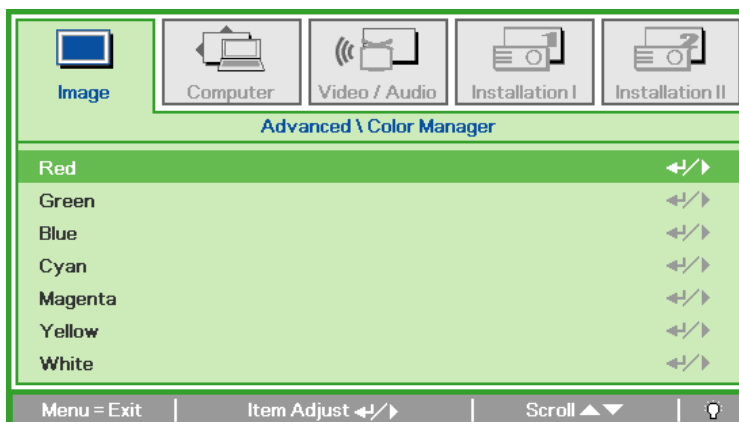 Image Computer Video / Audio Installation I Installation II
Advanced \ Color Manager
Red
Green
Blue
Cyan
Magenta
Yellow
White
Menu = Exit Item Adjust ↵/▶ Scroll ▲▼